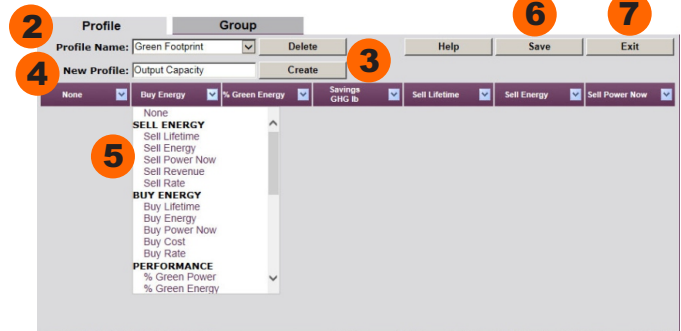 2 Profile Group 6 7
Profile Name: Green Footprint Delete Help Save Exit
3
4 New Profile: Output Capacity Create
None Buy Energy % Green Energy Savings GHG lb Sell Lifetime Sell Energy Sell Power Now
None
SELL ENERGY
Sell Lifetime
5 Sell Energy
Sell Power Now
Sell Revenue
Sell Rate
BUY ENERGY
Buy Lifetime
Buy Energy
Buy Power Now
Buy Cost
Buy Rate
PERFORMANCE
% Green Power
% Green Energy